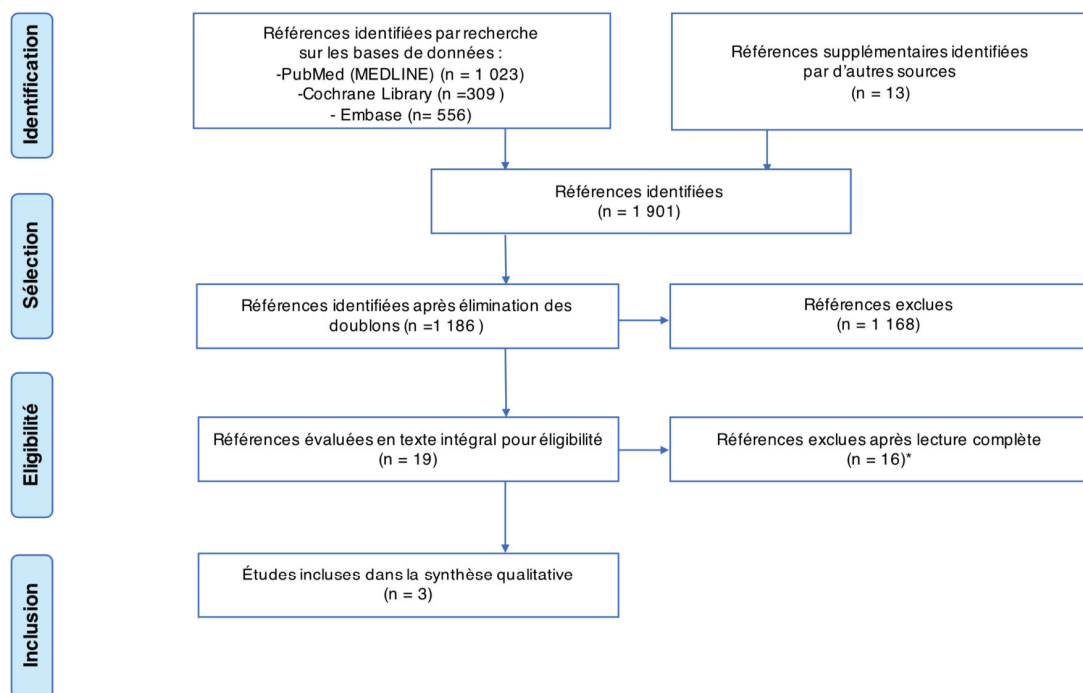 Identification
Références identifiées par recherche
sur les bases de données :
-PubMed (MEDLINE) (n = 1 023)
-Cochrane Library (n =309 )
- Embase (n= 556)
Références supplémentaires identifiées
par d'autres sources
(n = 13)
Références identifiées
(n = 1 901)
Sélection
Références identifiées après élimination des
doublons (n =1 186 )
Références exclues
(n = 1 168)
Eligibilité
Références évaluées en texte intégral pour éligibilité
(n = 19)
Références exclues après lecture complète
(n = 16)*
Inclusion
Études incluses dans la synthèse qualitative
(n = 3)